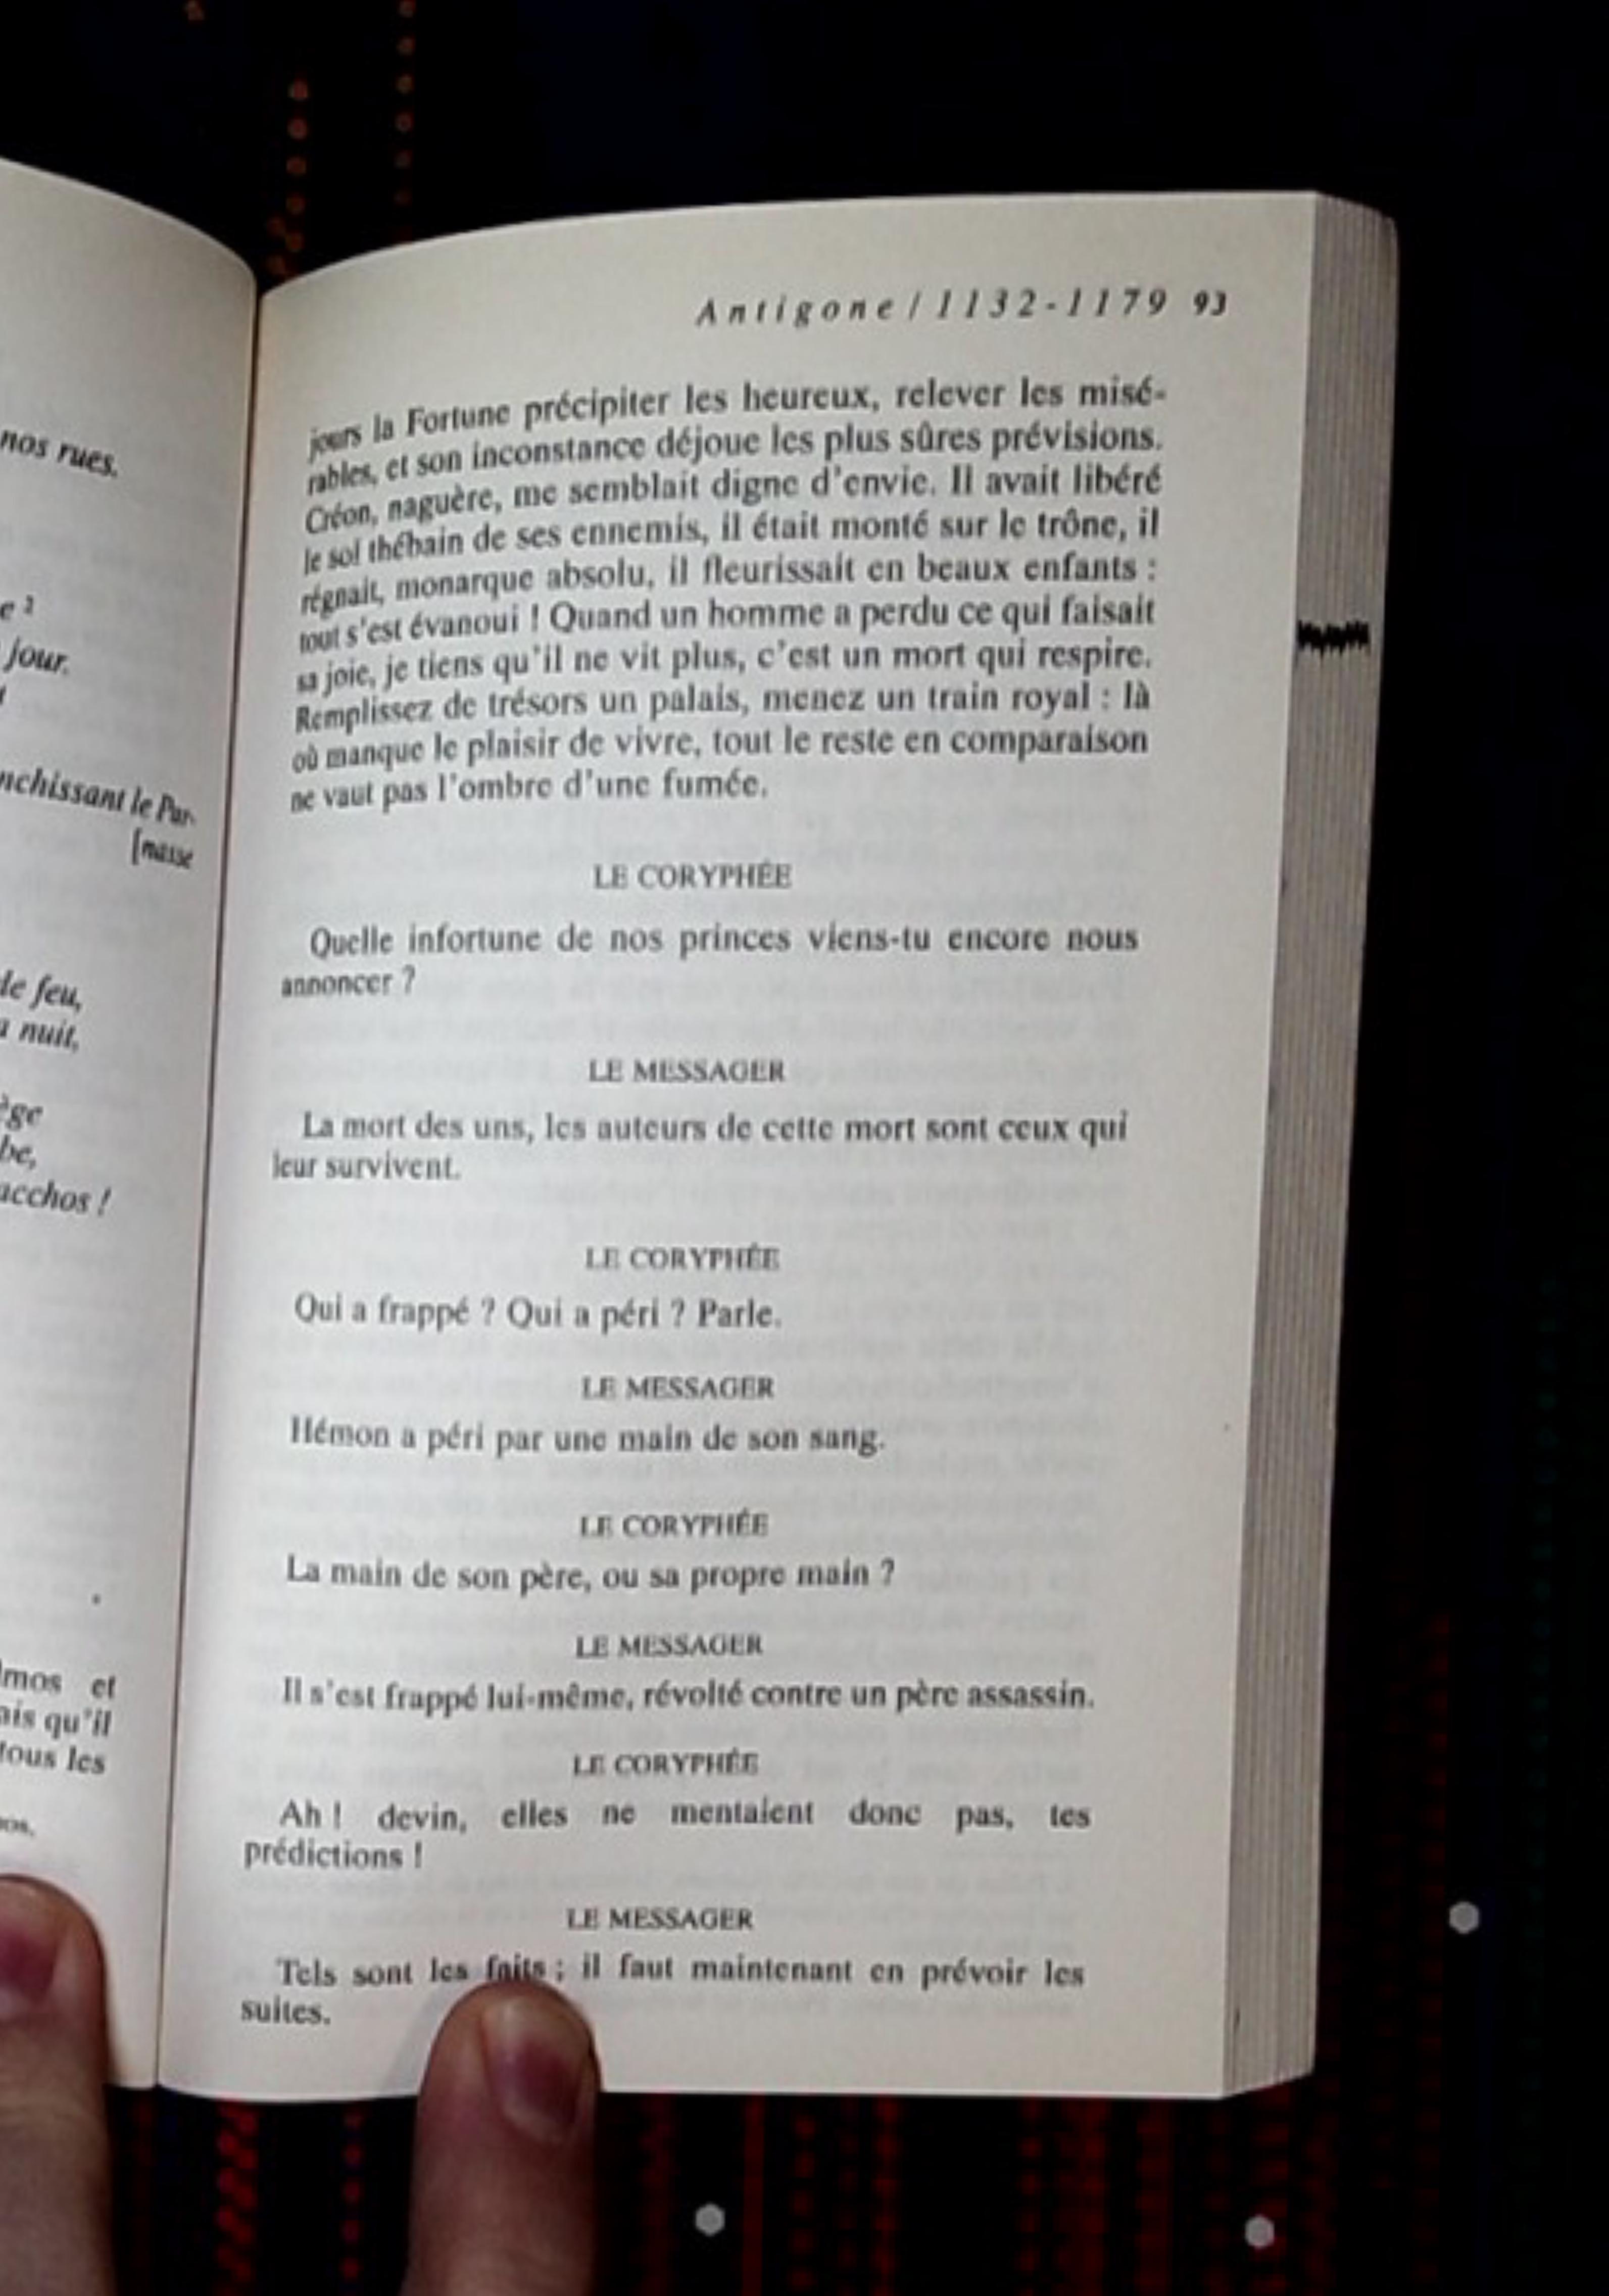 nos rues.
e ²
jour.
nchissant le Par-
[nasse
de feu,
nuit,
ège
be,
acchos !
mos et
ais qu'il
tous les
Antigone / 1132-1179 93
jours la Fortune précipiter les heureux, relever les misé-
rables, et son inconstance déjoue les plus sûres prévisions.
Créon, naguère, me semblait digne d'envie. Il avait libéré
le sol thébain de ses ennemis, il était monté sur le trône, il
régnait, monarque absolu, il fleurissait en beaux enfants :
tout s'est évanoui ! Quand un homme a perdu ce qui faisait
sa joie, je tiens qu'il ne vit plus, c'est un mort qui respire.
Remplissez de trésors un palais, menez un train royal : là
où manque le plaisir de vivre, tout le reste en comparaison
ne vaut pas l'ombre d'une fumée.
LE CORYPHÉE
Quelle infortune de nos princes viens-tu encore nous
annoncer ?
LE MESSAGER
La mort des uns, les auteurs de cette mort sont ceux qui
leur survivent.
LE CORYPHÉE
Qui a frappé ? Qui a péri ? Parle.
LE MESSAGER
Hémon a péri par une main de son sang.
LE CORYPHÉE
La main de son père, ou sa propre main ?
LE MESSAGER
Il s'est frappé lui-même, révolté contre un père assassin.
LE CORYPHÉE
Ah ! devin, elles ne mentaient donc pas, tes
prédictions !
LE MESSAGER
Tels sont les faits ; il faut maintenant en prévoir les
suites.